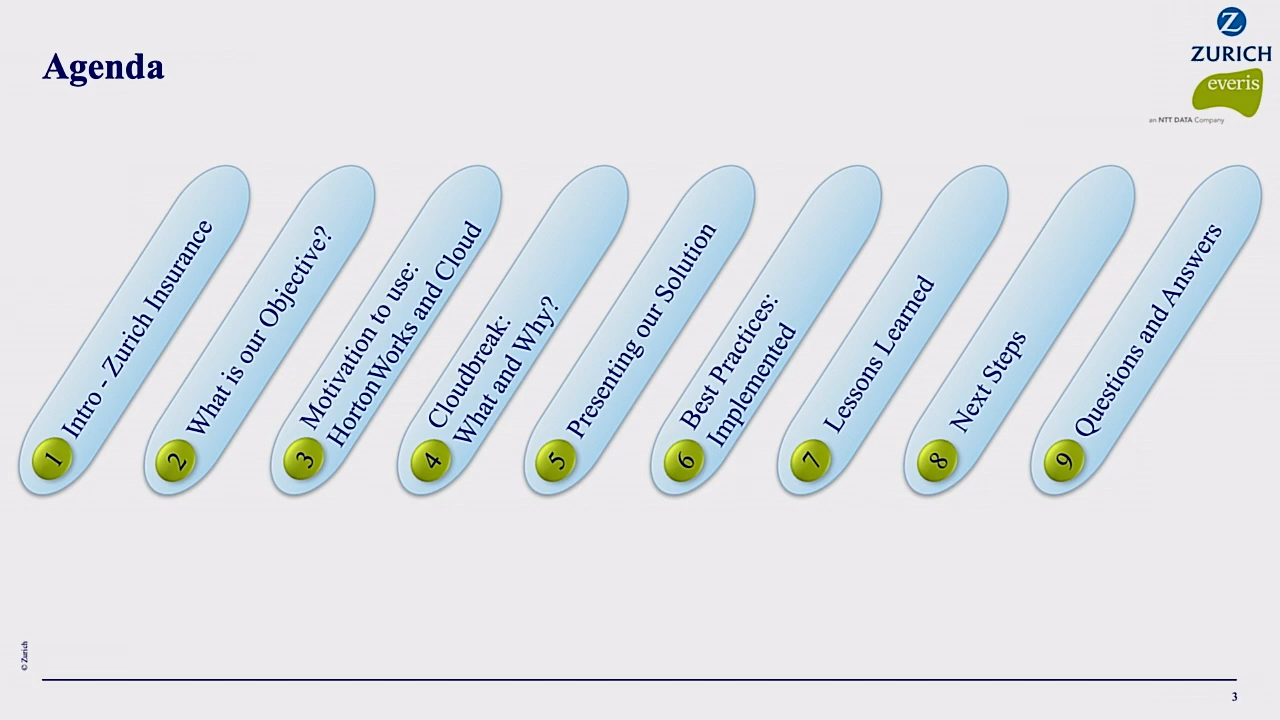 Agenda
Z
ZURICH
everis
an NTT DATA Company
1 Intro - Zurich Insurance
2 What is our Objective?
3 Motivation to use:
HortonWorks and Cloud
4 Cloudbreak:
What and Why?
5 Presenting our Solution
6 Best Practices:
Implemented
7 Lessons Learned
8 Next Steps
9 Questions and Answers
© Zurich
3